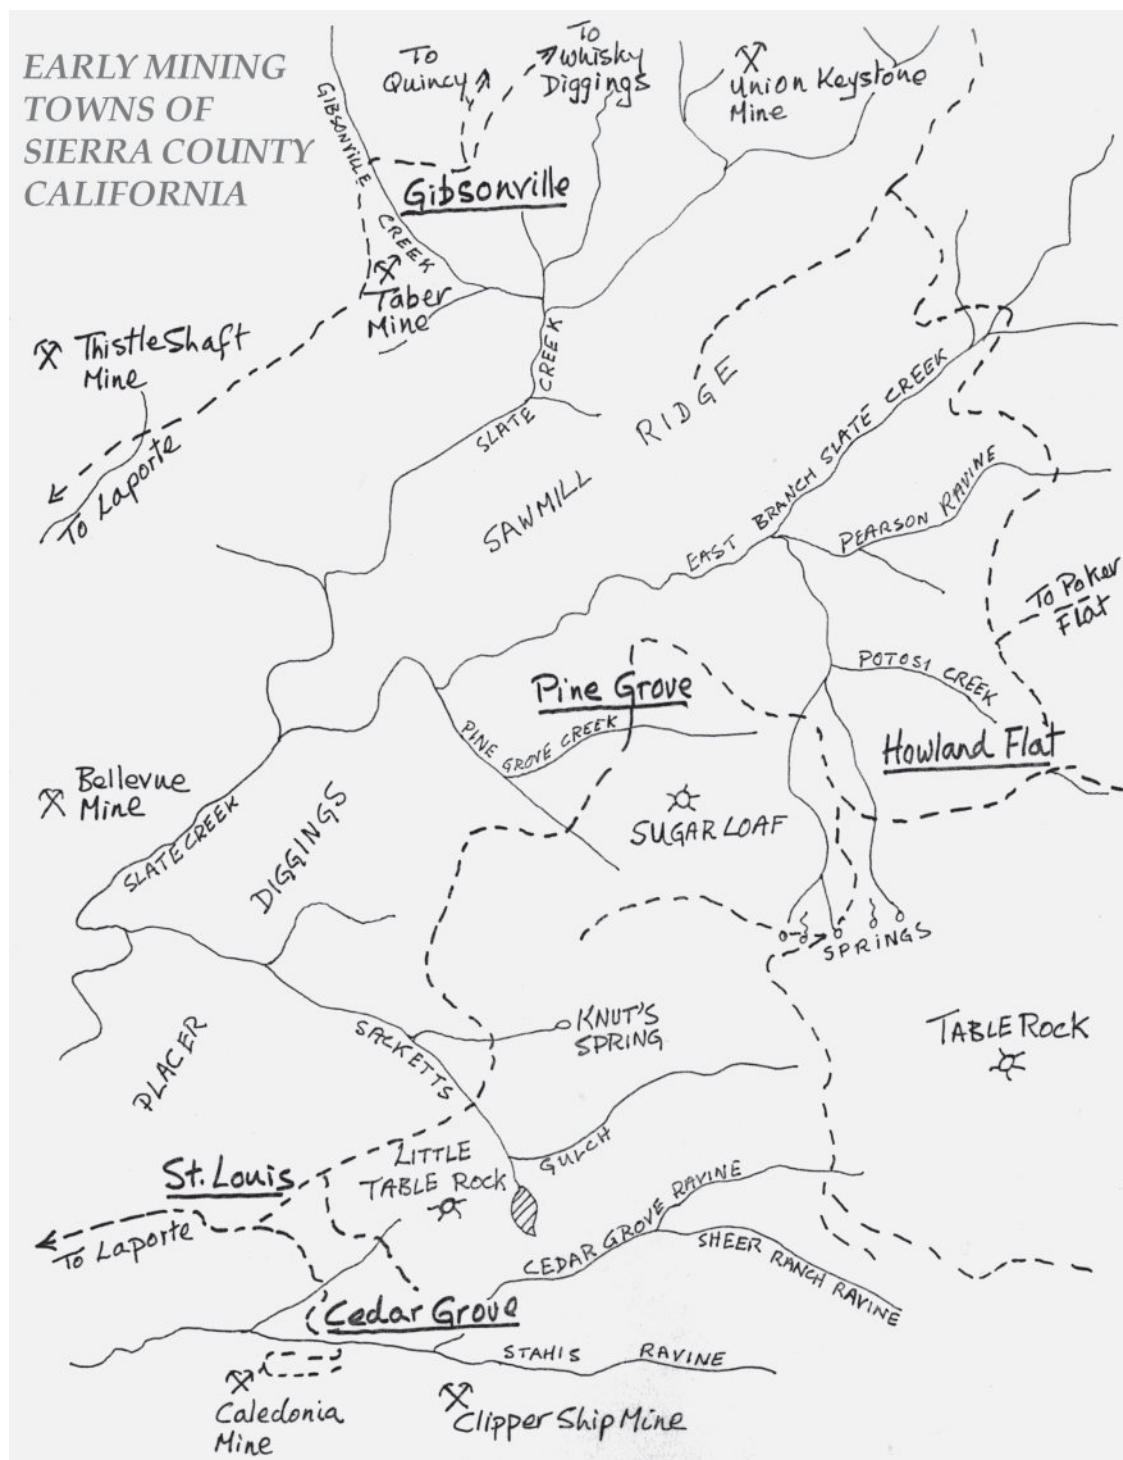 EARLY MINING
TOWNS OF
SIERRA COUNTY
CALIFORNIA
To
Quincy
To
Whisky
Diggings
Union Keystone
Mine
GIBSONVILLE
CREEK
Gibsonville
Taber
Mine
Thistle Shaft
Mine
To Laporte
SLATE CREEK
SAWMILL RIDGE
EAST BRANCH SLATE CREEK
PEARSON RAVINE
To Poker
Flat
POTOSI CREEK
Pine Grove
PINE GROVE CREEK
Howland Flat
Bellevue
Mine
SLATE CREEK
PLACER DIGGINGS
SUGAR LOAF
SPRINGS
KNUT'S
SPRING
TABLE ROCK
SACKETTS GULCH
LITTLE
TABLE ROCK
St. Louis
To Laporte
CEDAR GROVE RAVINE
SHEER RANCH RAVINE
Cedar Grove
STAHIS RAVINE
Caledonia
Mine
Clipper Ship Mine